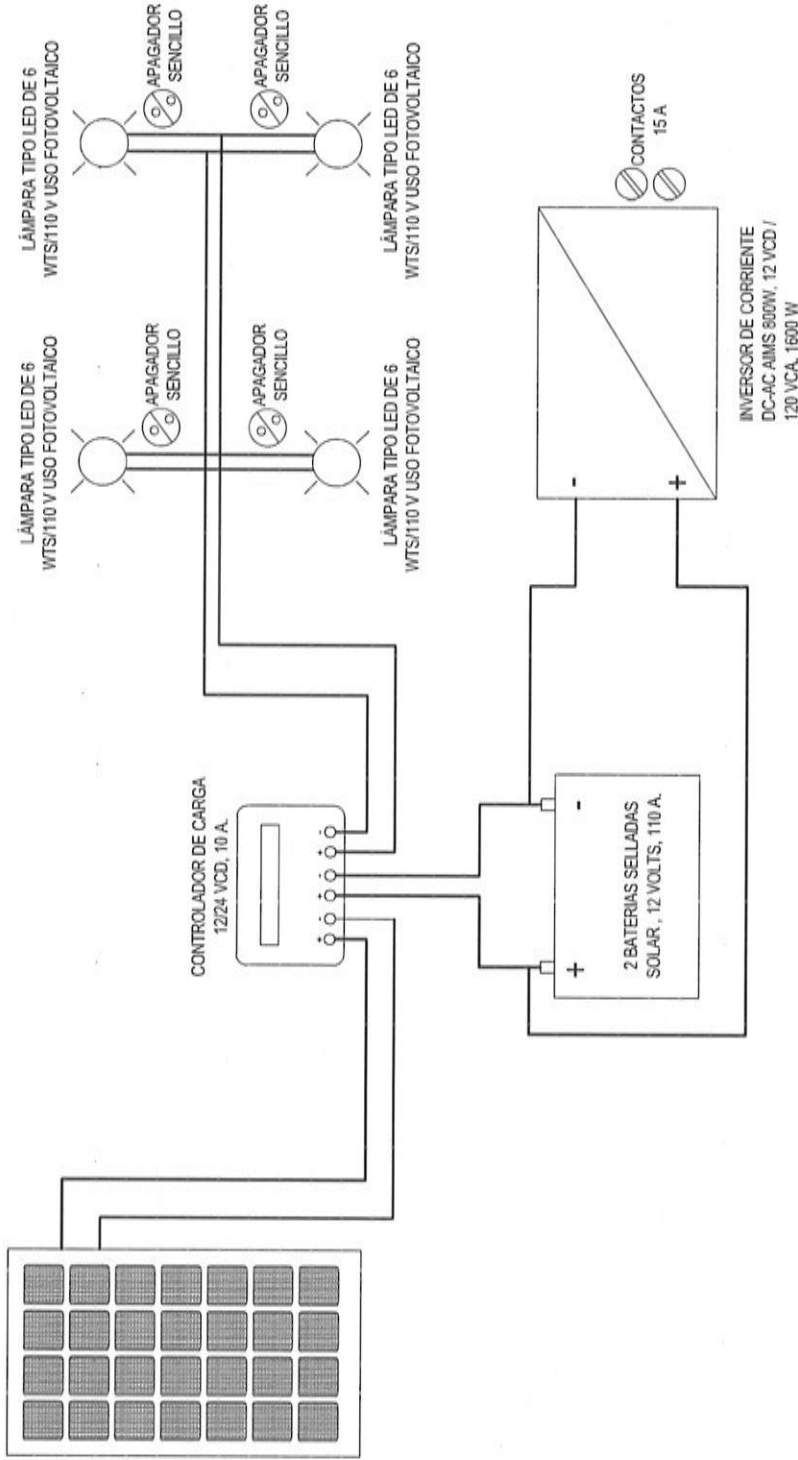 LÁMPARA TIPO LED DE 6
WTS/110 V USO FOTOVOLTAICO
LÁMPARA TIPO LED DE 6
WTS/110 V USO FOTOVOLTAICO
APAGADOR
SENCILLO
APAGADOR
SENCILLO
APAGADOR
SENCILLO
APAGADOR
SENCILLO
LÁMPARA TIPO LED DE 6
WTS/110 V USO FOTOVOLTAICO
LÁMPARA TIPO LED DE 6
WTS/110 V USO FOTOVOLTAICO
CONTROLADOR DE CARGA
12/24 VCD, 10 A.
+ - + - + -
+ -
2 BATERIAS SELLADAS
SOLAR , 12 VOLTS, 110 A.
-
+
CONTACTOS
15 A
INVERSOR DE CORRIENTE
DC-AC AIMS 800W, 12 VCD /
120 VCA, 1600 W